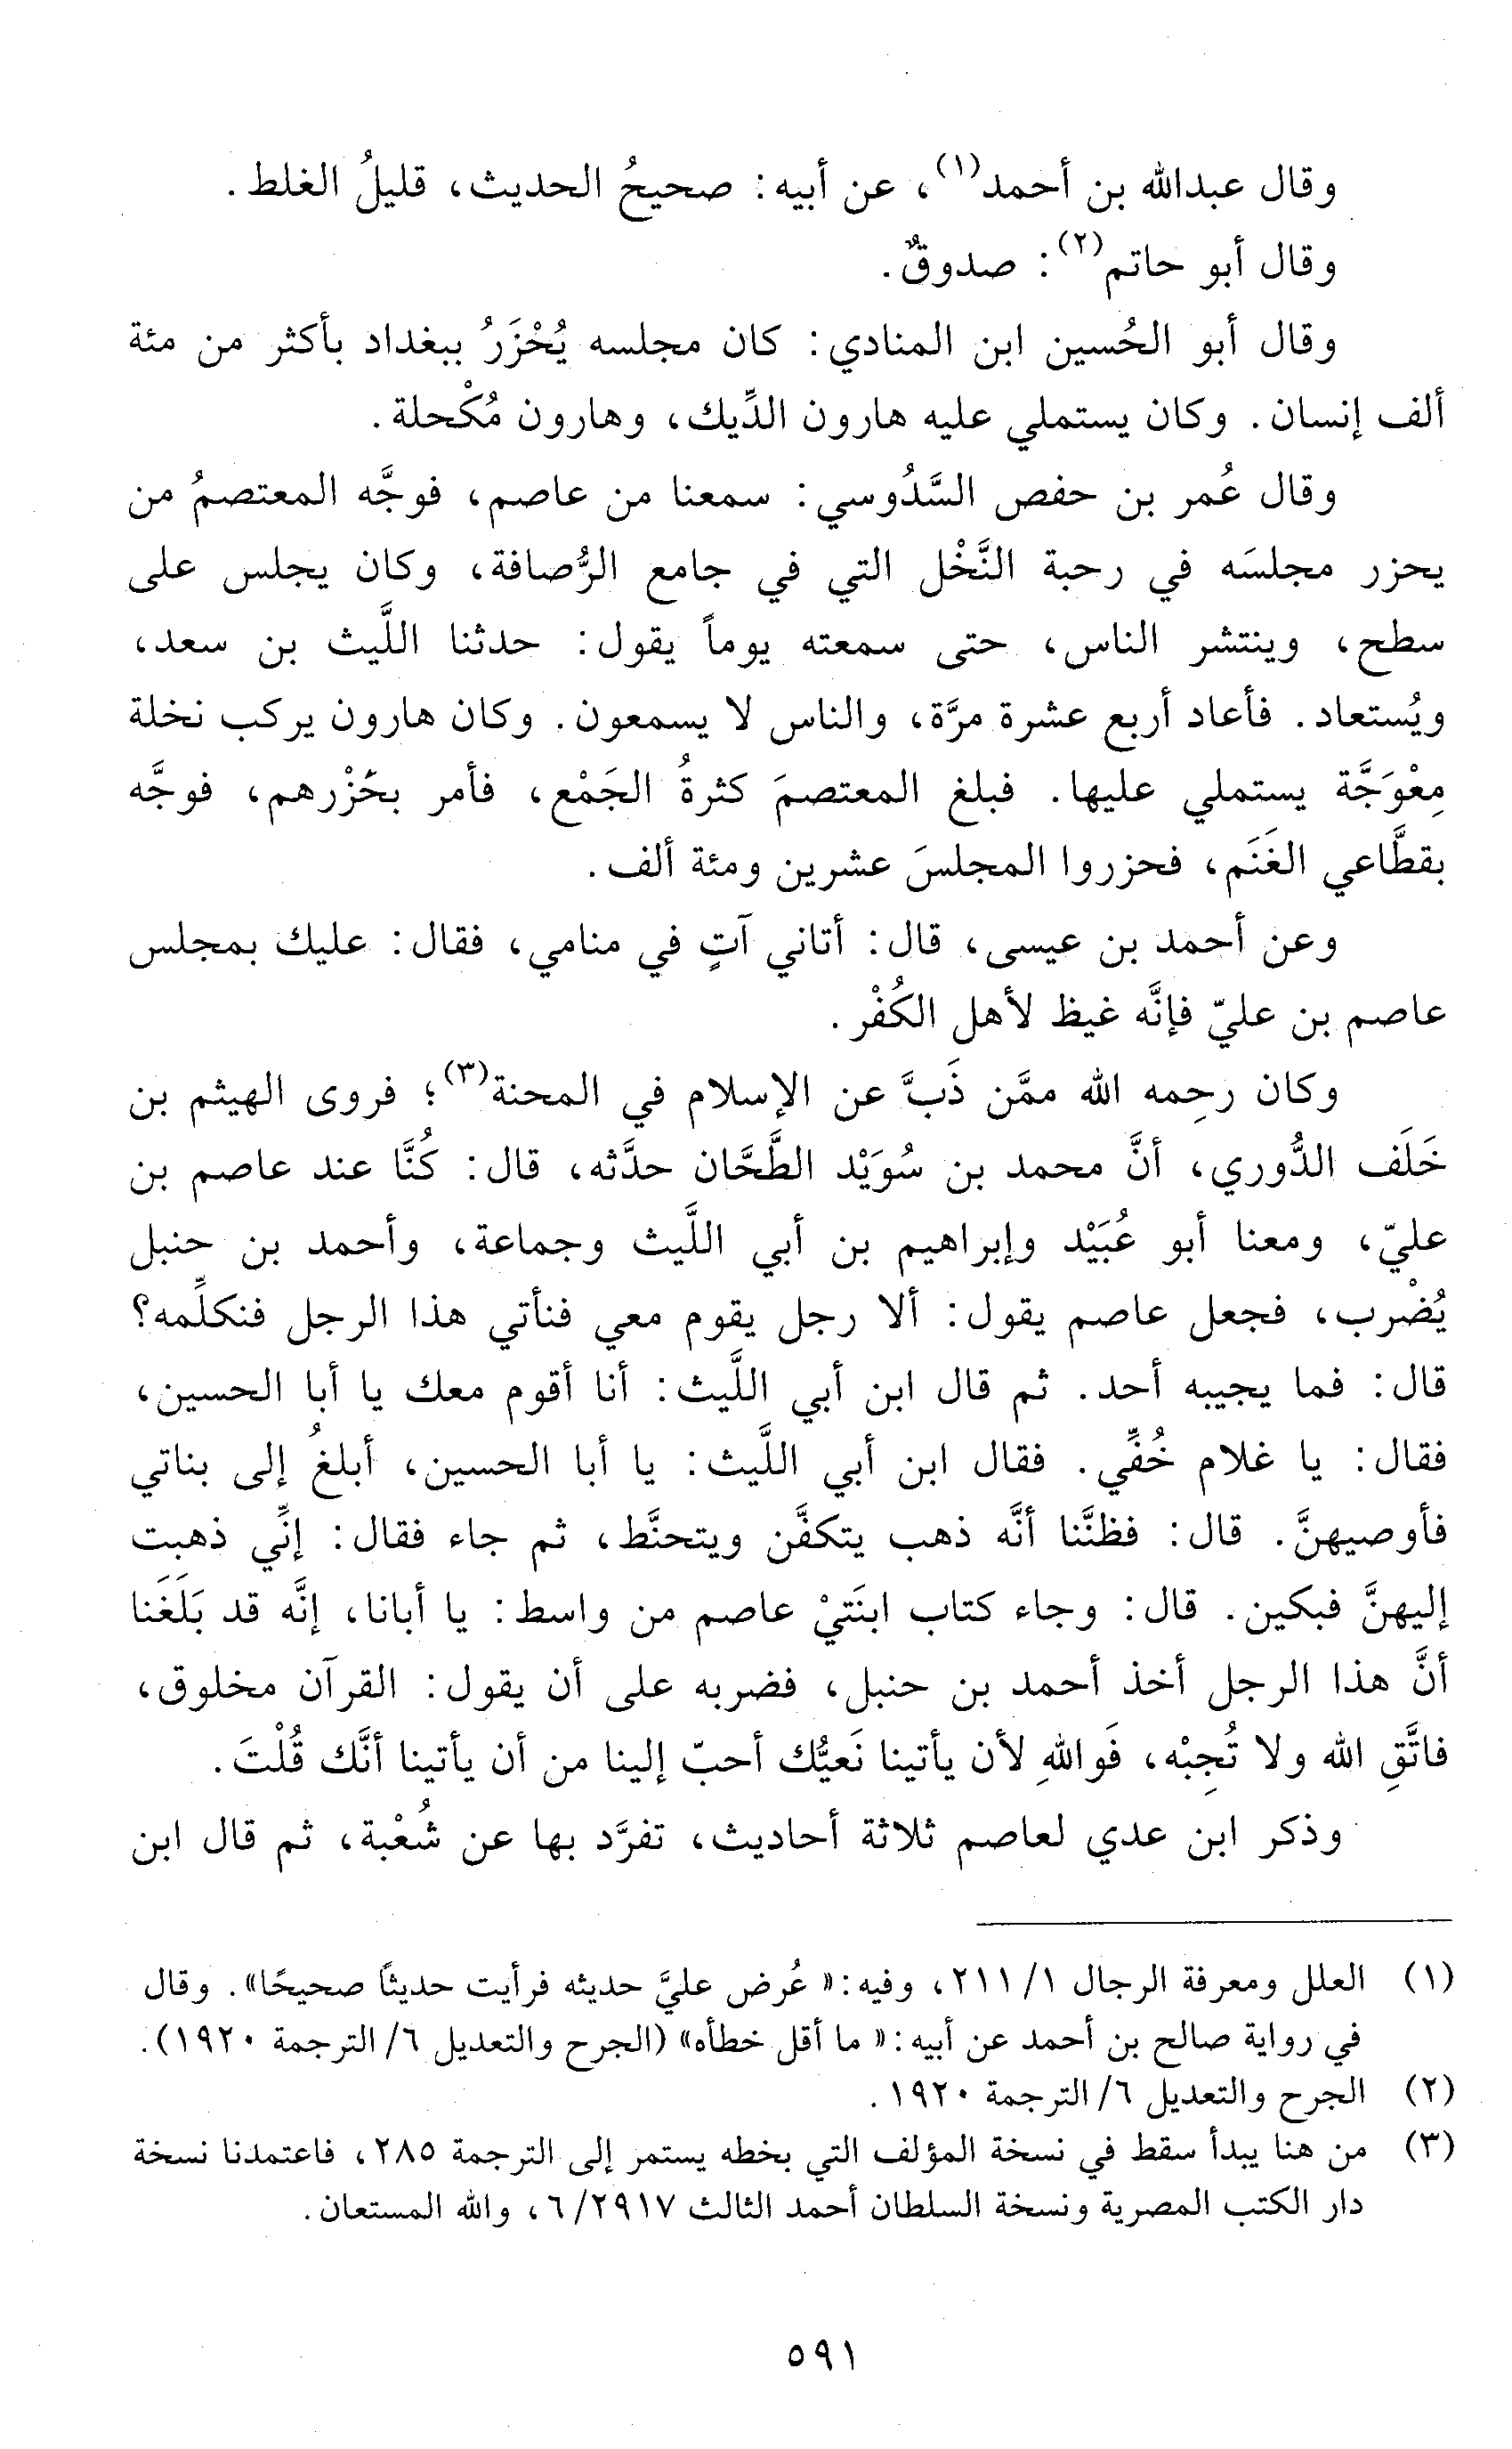 وقال عبدالله بن أحمد(١)، عن أبيه: صحيحُ الحديث، قليلُ الغلط.
وقال أبو حاتم(٢): صدوقٌ.
وقال أبو الحُسين ابن المنادي: كان مجلسه يُحْزَرُ ببغداد بأكثر من مئة
ألف إنسان. وكان يستملي عليه هارون الدِّيك، وهارون مُكْحلة.
وقال عُمر بن حفص السَّدُوسي: سمعنا من عاصم، فوجَّه المعتصمُ من
يحزر مجلسَه في رحبة النَّخْل التي في جامع الرُّصافة، وكان يجلس على
سطح، وينتشر الناس، حتى سمعته يوماً يقول: حدثنا اللَّيث بن سعد،
ويُستعاد. فأعاد أربع عشرة مرَّة، والناس لا يسمعون. وكان هارون يركب نخلة
مِعْوَجَّة يستملي عليها. فبلغ المعتصمَ كثرةُ الجَمْع، فأمر بحَزْرهم، فوجَّه
بقطَّاعي الغَنَم، فحزروا المجلسَ عشرين ومئة ألف.
وعن أحمد بن عيسى، قال: أتاني آتٍ في منامي، فقال: عليك بمجلس
عاصم بن عليّ فإنَّه غيظ لأهل الكُفْر.
وكان رحِمه الله ممَّن ذَبَّ عن الإسلام في المحنة(٣)؛ فروى الهيثم بن
خَلَف الدُّوري، أنَّ محمد بن سُوَيْد الطَّحَّان حدَّثه، قال: كُنَّا عند عاصم بن
عليّ، ومعنا أبو عُبَيْد وإبراهيم بن أبي اللَّيث وجماعة، وأحمد بن حنبل
يُضْرب، فجعل عاصم يقول: ألا رجل يقوم معي فنأتي هذا الرجل فنكلِّمه؟
قال: فما يجيبه أحد. ثم قال ابن أبي اللَّيث: أنا أقوم معك يا أبا الحسين،
فقال: يا غلام خُفِّي. فقال ابن أبي اللَّيث: يا أبا الحسين، أبلغُ إلى بناتي
فأوصيهنَّ. قال: فظنَّنا أنَّه ذهب يتكفَّن ويتحنَّط، ثم جاء فقال: إنِّي ذهبت
إليهنَّ فبكين. قال: وجاء كتاب ابنَتيْ عاصم من واسط: يا أبانا، إنَّه قد بَلَغَنا
أنَّ هذا الرجل أخذ أحمد بن حنبل، فضربه على أن يقول: القرآن مخلوق،
فاتَّقِ الله ولا تُجِبْه، فَواللهِ لأن يأتينا نَعيُّك أحبّ إلينا من أن يأتينا أنَّك قُلْتَ.
وذكر ابن عدي لعاصم ثلاثة أحاديث، تفرَّد بها عن شُعْبة، ثم قال ابن
(١) العلل ومعرفة الرجال ١/ ٢١١، وفيه: «عُرض عليَّ حديثه فرأيت حديثًا صحيحًا». وقال
في رواية صالح بن أحمد عن أبيه: «ما أقل خطأه» (الجرح والتعديل ٦/ الترجمة ١٩٢٠).
(٢) الجرح والتعديل ٦/ الترجمة ١٩٢٠.
(٣) من هنا يبدأ سقط في نسخة المؤلف التي بخطه يستمر إلى الترجمة ٢٨٥، فاعتمدنا نسخة
دار الكتب المصرية ونسخة السلطان أحمد الثالث ٦/٢٩١٧، والله المستعان.
٥٩١